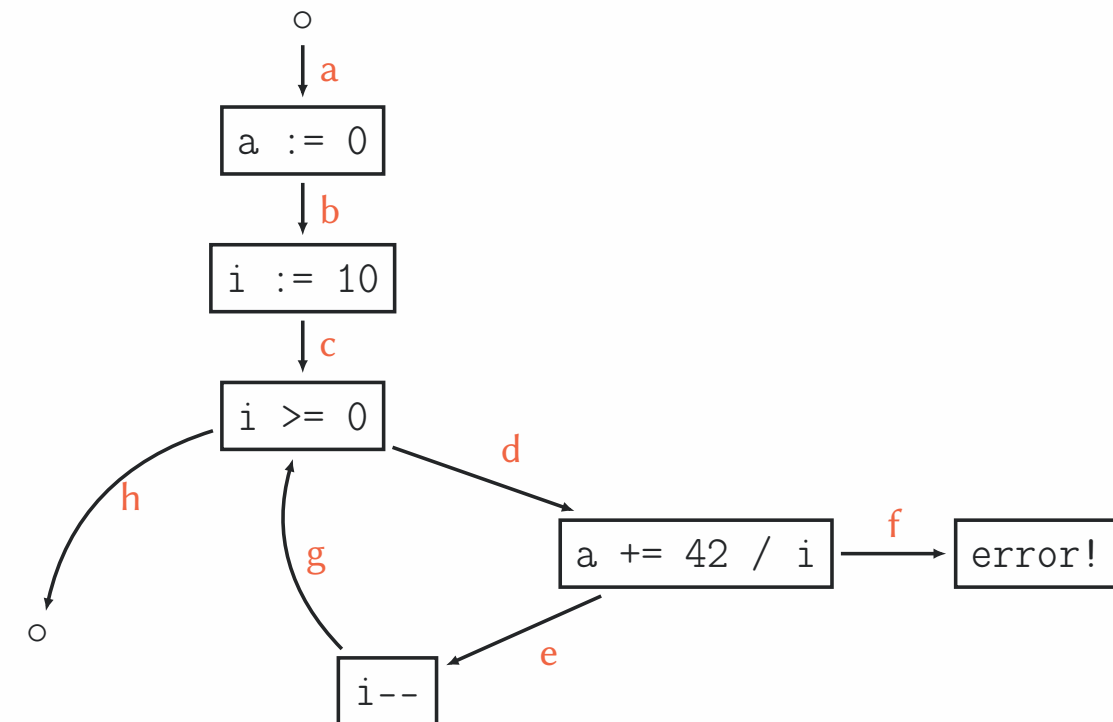 a
a := 0
b
i := 10
c
i >= 0
d
h
f
a += 42 / i
error!
g
e
i--